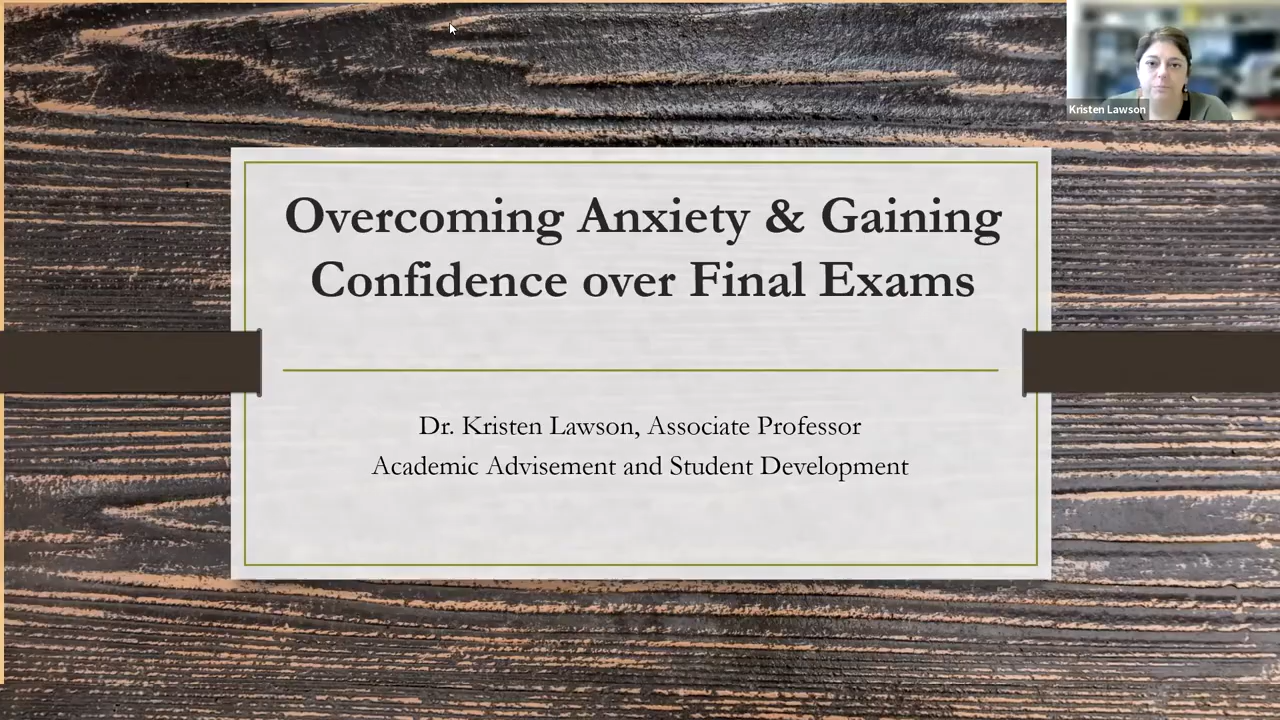 Kristen Lawson
Overcoming Anxiety & Gaining
Confidence over Final Exams
Dr. Kristen Lawson, Associate Professor
Academic Advisement and Student Development